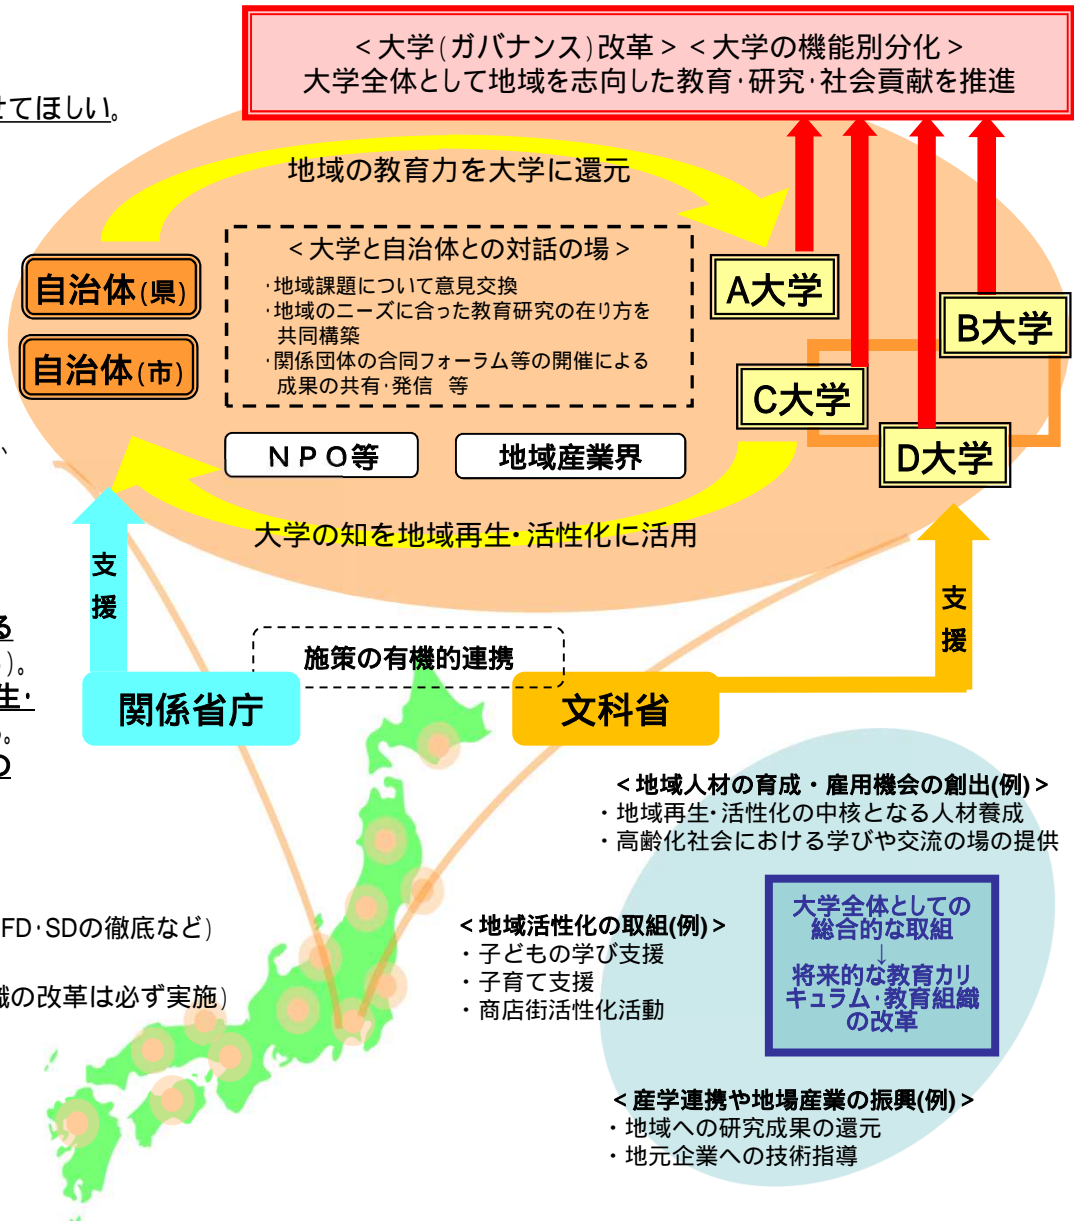 ＜大学(ガバナンス)改革＞＜大学の機能別分化＞
大学全体として地域を志向した教育・研究・社会貢献を推進
せてほしい。
地域の教育力を大学に還元
＜大学と自治体との対話の場＞
・地域課題について意見交換
・地域のニーズに合った教育研究の在り方を
共同構築
・関係団体の合同フォーラム等の開催による
成果の共有・発信 等
自治体(県)
自治体(市)
A大学
B大学
C大学
D大学
ＮＰＯ等
地域産業界
、
大学の知を地域再生・活性化に活用
支援
支援
る
)。
生・
。
の
施策の有機的連携
関係省庁
文科省
＜地域人材の育成・雇用機会の創出(例)＞
・地域再生・活性化の中核となる人材養成
・高齢化社会における学びや交流の場の提供
FD・SDの徹底など)
職の改革は必ず実施)
＜地域活性化の取組(例)＞
・子どもの学び支援
・子育て支援
・商店街活性化活動
大学全体としての
総合的な取組
↓
将来的な教育カリ
キュラム・教育組織
の改革
＜産学連携や地場産業の振興(例)＞
・地域への研究成果の還元
・地元企業への技術指導